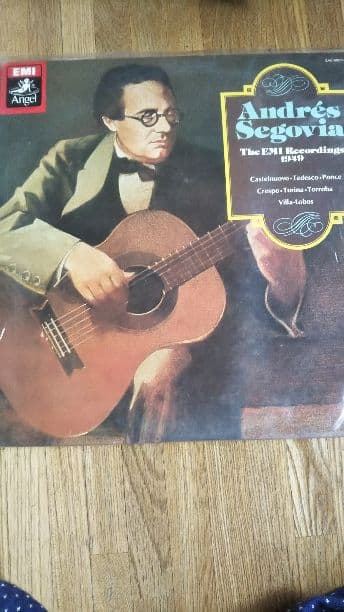 EMI
Angel
Andrés
Segovia
The EMI Recordings
1949
Castelnuovo-Tedesco•Ponce
Crespo•Turina•Torroba
Villa-Lobos